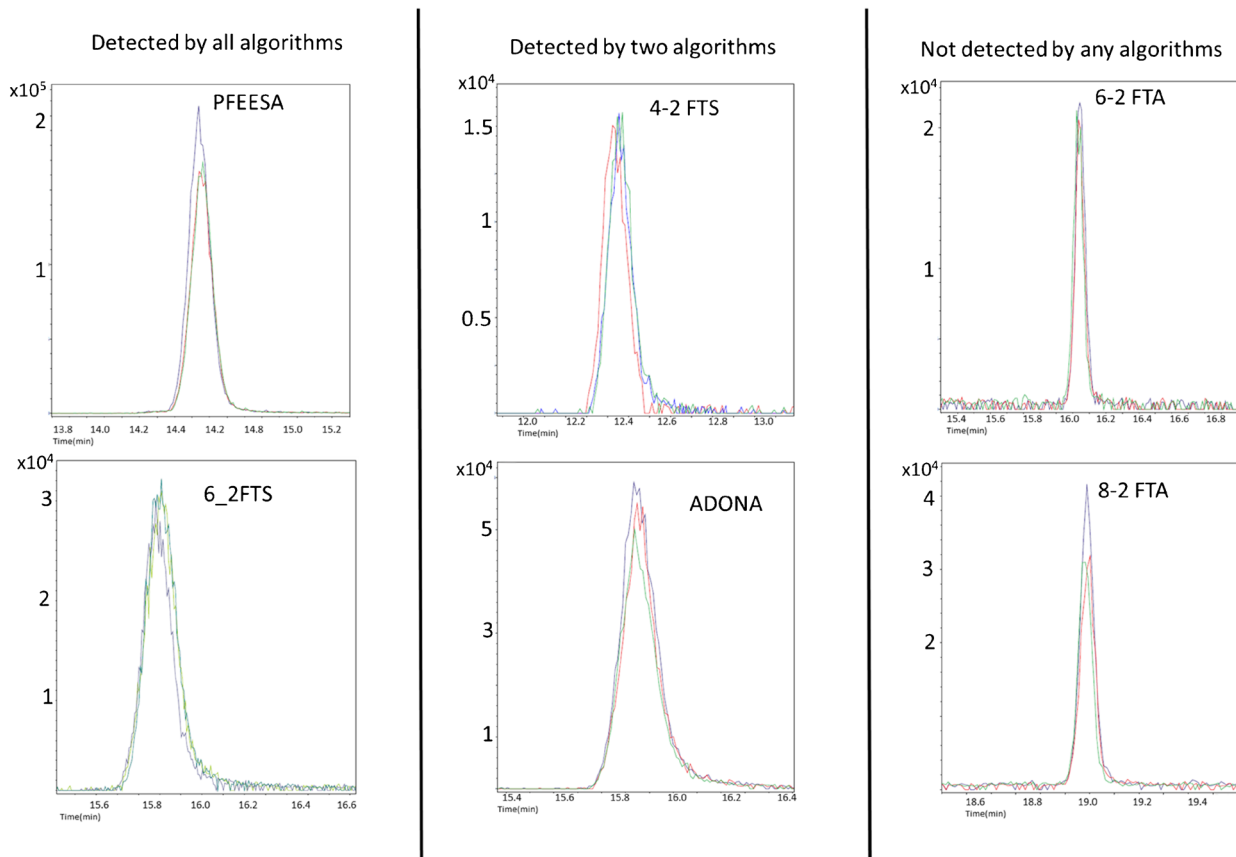 Detected by all algorithms
Detected by two algorithms
Not detected by any algorithms
x10⁵
PFEESA
2
1
13.8 14.0 14.2 14.4 14.2 14.8 15.0 15.2
Time(min)
x10⁴
4-2 FTS
1.5
1
0.5
12.0 12.2 12.4 12.6 12.8 13.0
Time(min)
x10⁴
6-2 FTA
2
1
15.4 15.6 15.8 16.0 16.2 16.4 16.6 16.8
Time(min)
x10⁴
6_2FTS
3
2
1
15.6 15.8 16.0 16.2 16.4 16.6
Time(min)
x10⁴
ADONA
5
3
1
15.4 15.6 15.8 16.0 16.2 16.4
Time(min)
x10⁴
8-2 FTA
4
3
2
18.6 18.8 19.0 19.2 19.4
Time(min)